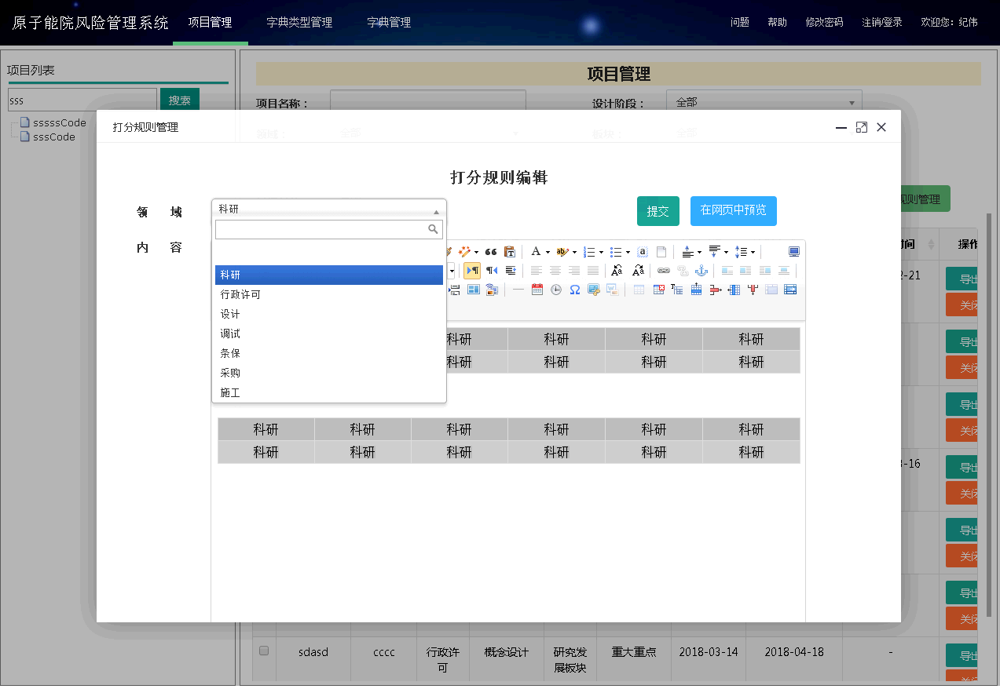 原子能院风险管理系统 项目管理 字典类型管理 字典管理 问题 帮助 修改密码 注销/登录 欢迎您：纪伟
项目列表
sss 搜索
sssssCode
sssCode
项目管理
项目名称： 设计阶段： 全部
领域： 全部 板块： 全部
打分规则管理
打分规则编辑
领 域 科研 提交 在网页中预览
内 容
科研
行政许可
设计
调试
条保
采购
施工
科研 科研 科研 科研
科研 科研 科研 科研
科研 科研 科研 科研 科研 科研
科研 科研 科研 科研 科研 科研
规则管理
间 操作
-21 导出
关闭
导出
关闭
导出
关闭
-16 导出
关闭
导出
关闭
导出
关闭
sdasd cccc 行政许可 概念设计 研究发展板块 重大重点 2018-03-14 2018-04-18 - 导出
关闭